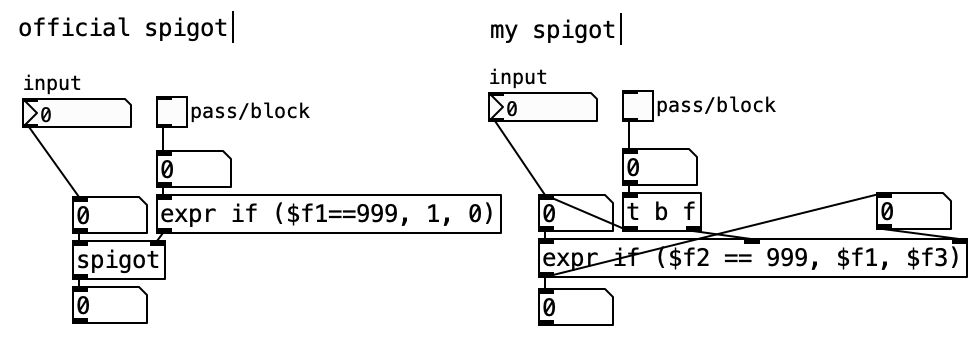 official spigot
my spigot
input
input
0
pass/block
0
pass/block
0
0
0
expr if ($f1==999, 1, 0)
0
t b f
0
spigot
expr if ($f2 == 999, $f1, $f3)
0
0